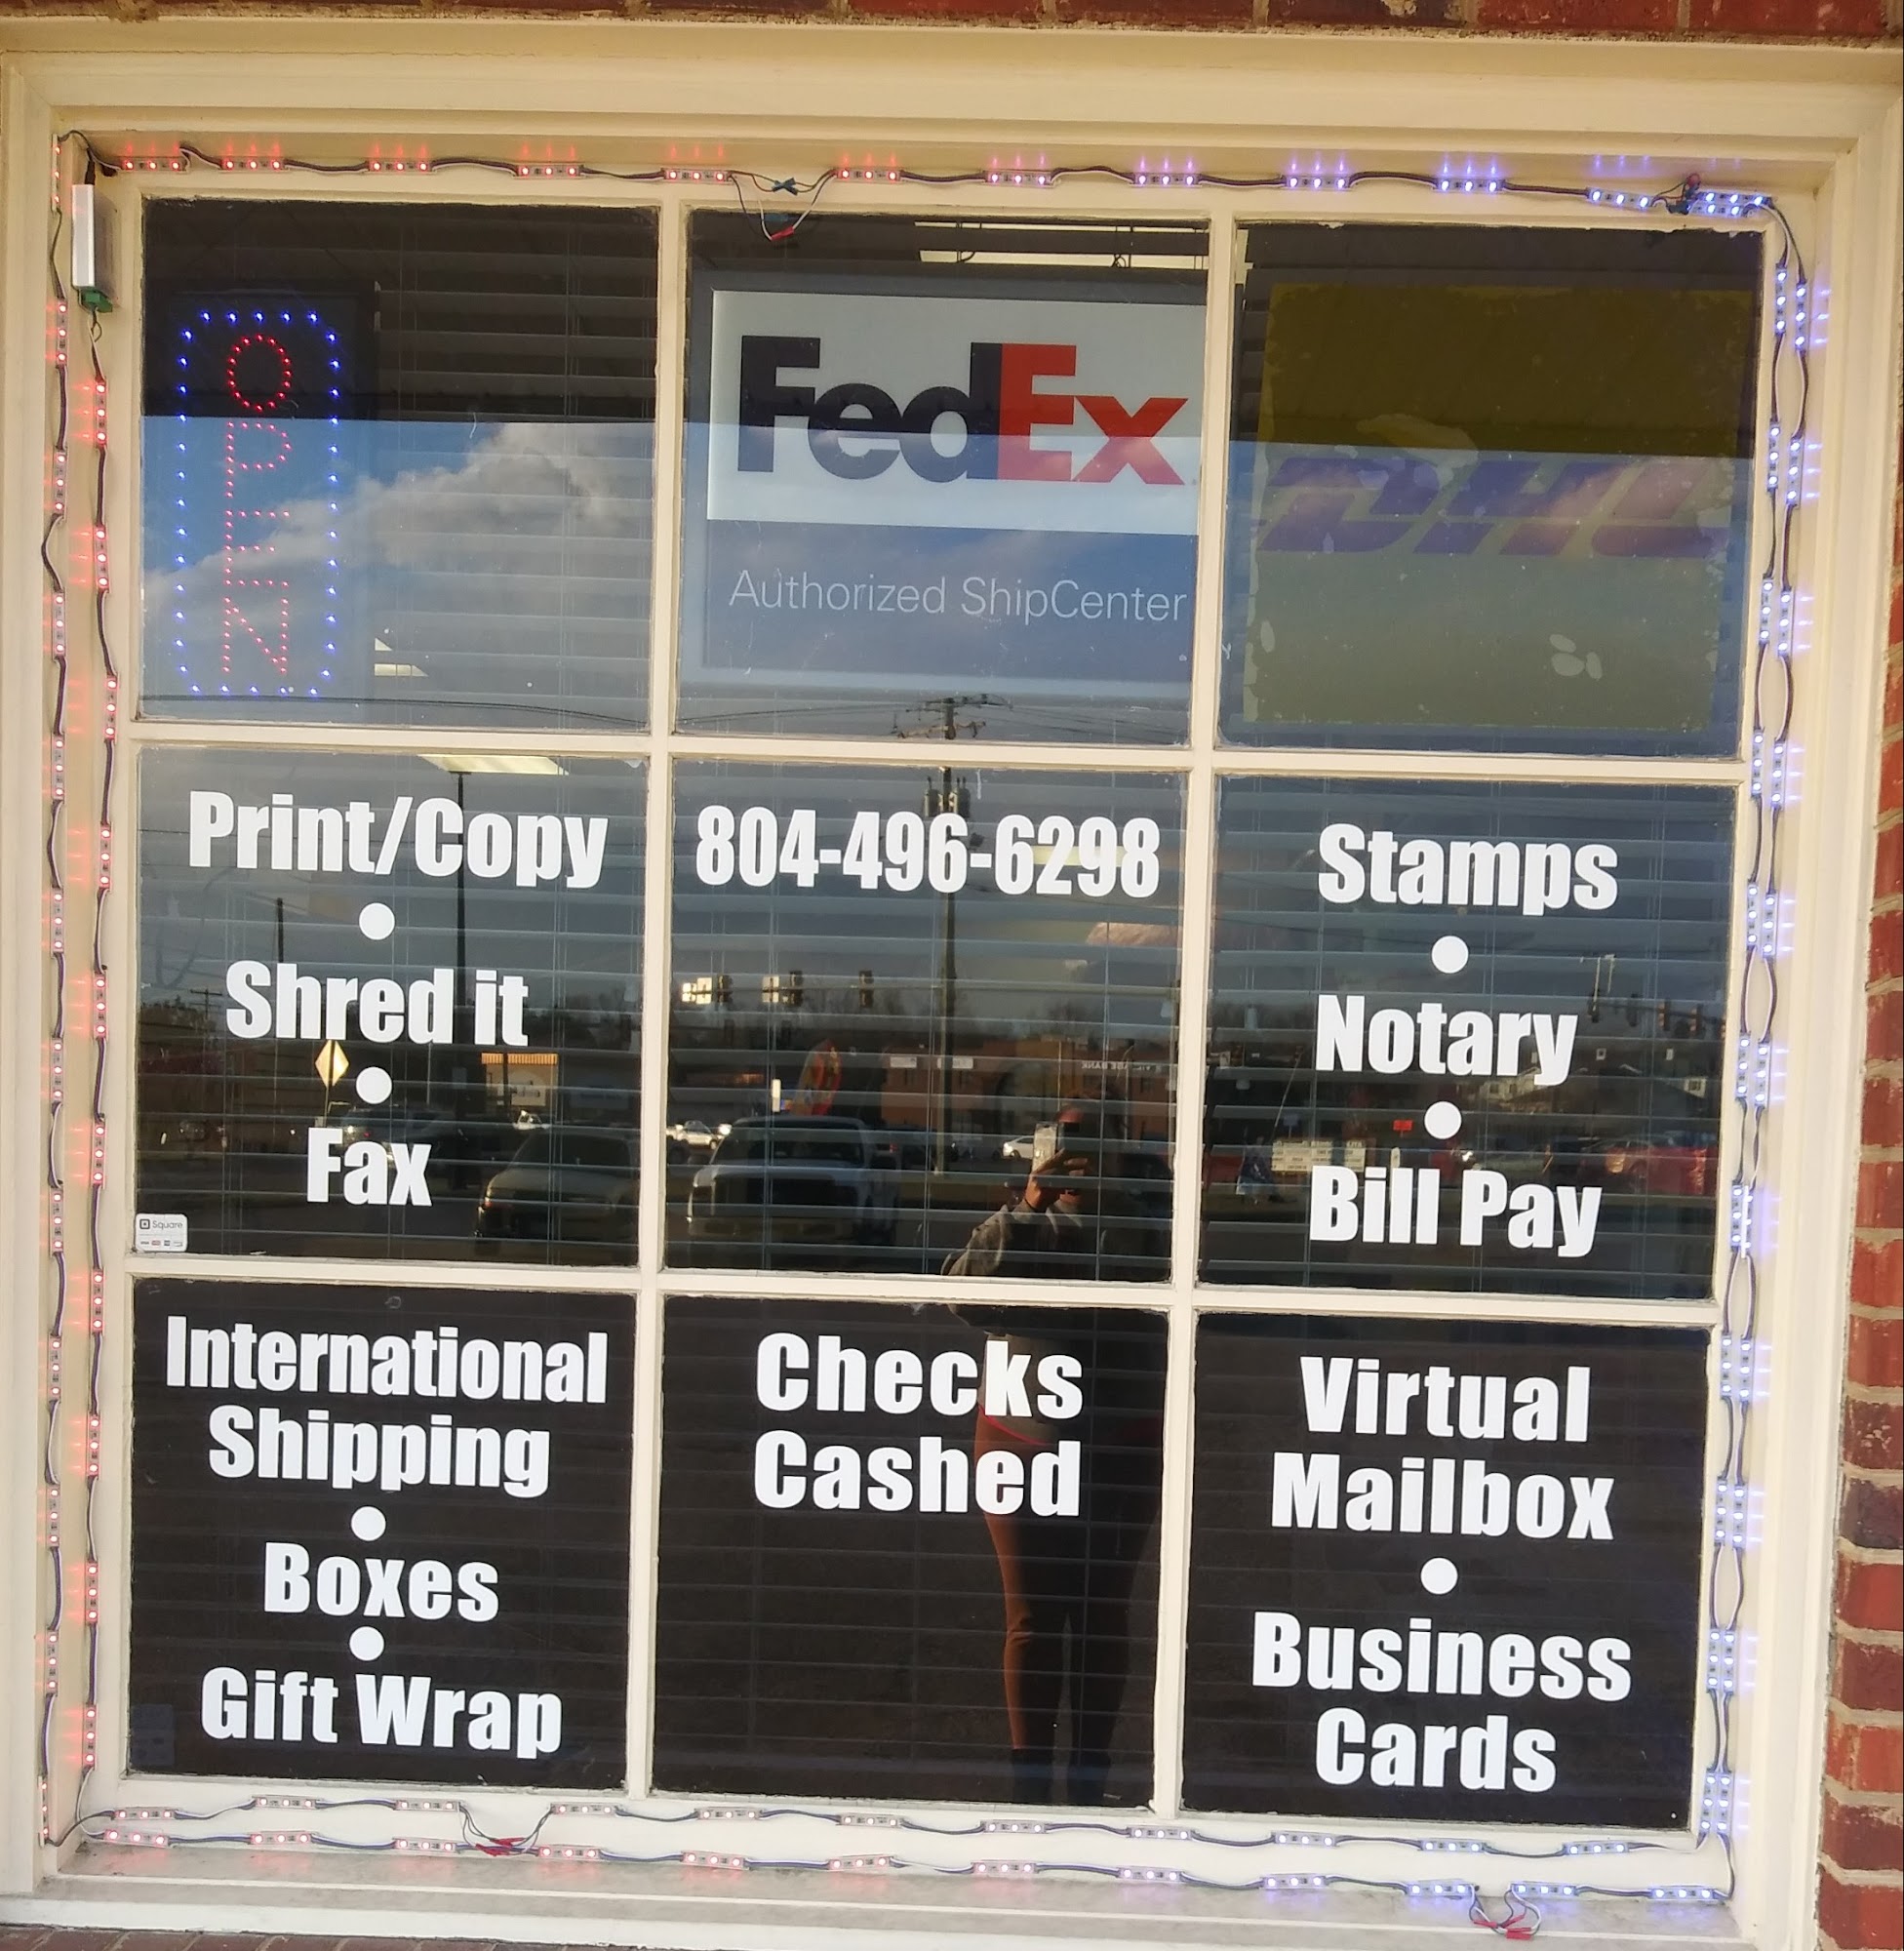 OPEN
FedEx
Authorized ShipCenter
DHL
Print/Copy
•
Shred it
•
Fax
Square
804-496-6298
Stamps
•
Notary
•
Bill Pay
International
Shipping
•
Boxes
•
Gift Wrap
Checks
Cashed
Virtual
Mailbox
•
Business
Cards